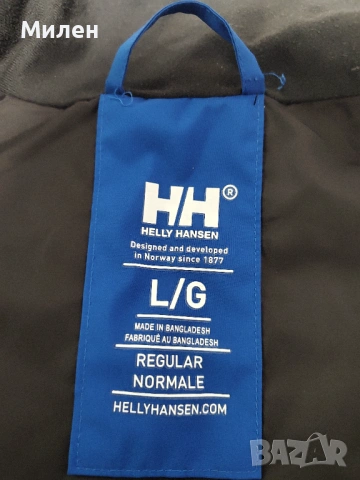 Милен
HH®
HELLY HANSEN
Designed and developed
in Norway since 1877
L/G
MADE IN BANGLADESH
FABRIQUÉ AU BANGLADESH
REGULAR
NORMALE
HELLYHANSEN.COM
BAZAR